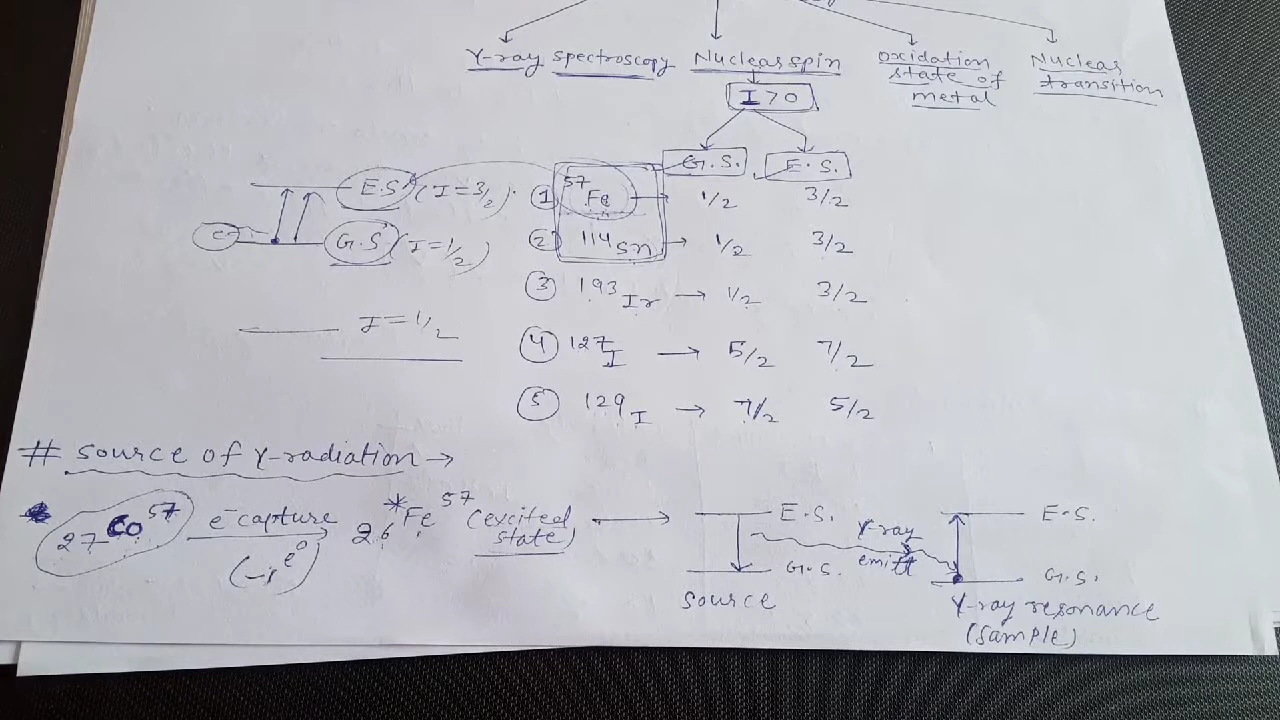 γ-ray spectroscopy Nuclear spin oxidation state of metal Nuclear transition
I > 0
G.S. E.S.
E.S (I=3/2).
e⁻ G.S (I=1/2)
I=1/2
① ⁵⁷Fe → 1/2 3/2
② 114Sn → 1/2 3/2
③ 193Ir → 1/2 3/2
④ 127I → 5/2 7/2
⑤ 129I → 7/2 5/2
# source of γ-radiation →
* ₂₇Co⁵⁷ e⁻capture (₋₁e⁰) ₂₆*Fe⁵⁷ (excited state) →
E.S. γ-ray emitt E.S.
G.S. G.S.
source γ-ray resonance
(sample)